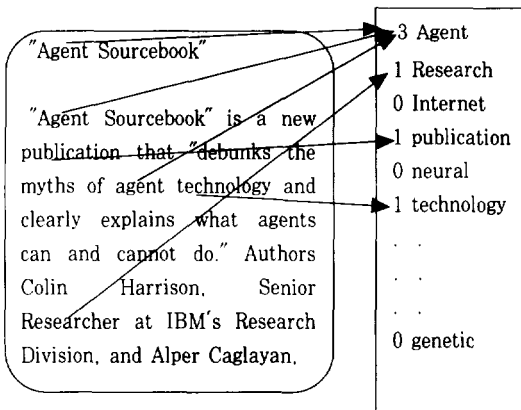 "Agent Sourcebook"
"Agent Sourcebook" is a new
publication that "debunks the
myths of agent technology and
clearly explains what agents
can and cannot do." Authors
Colin Harrison, Senior
Researcher at IBM's Research
Division, and Alper Caglayan,
3 Agent
1 Research
0 Internet
1 publication
0 neural
1 technology
. .
. .
. .
0 genetic